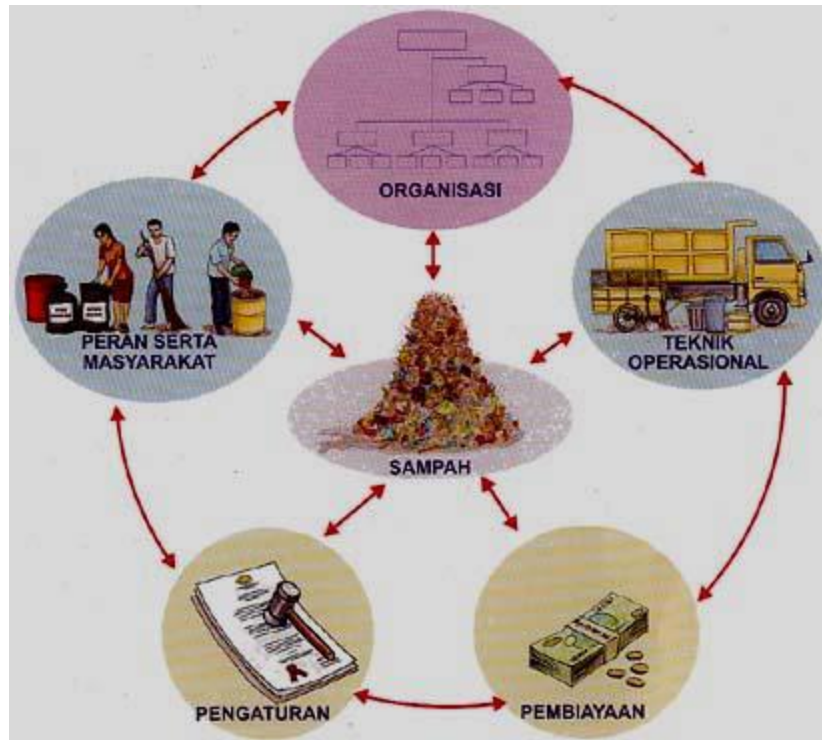 ORGANISASI
PERAN SERTA
MASYARAKAT
TEKNIK
OPERASIONAL
SAMPAH
PENGATURAN
PEMBIAYAAN